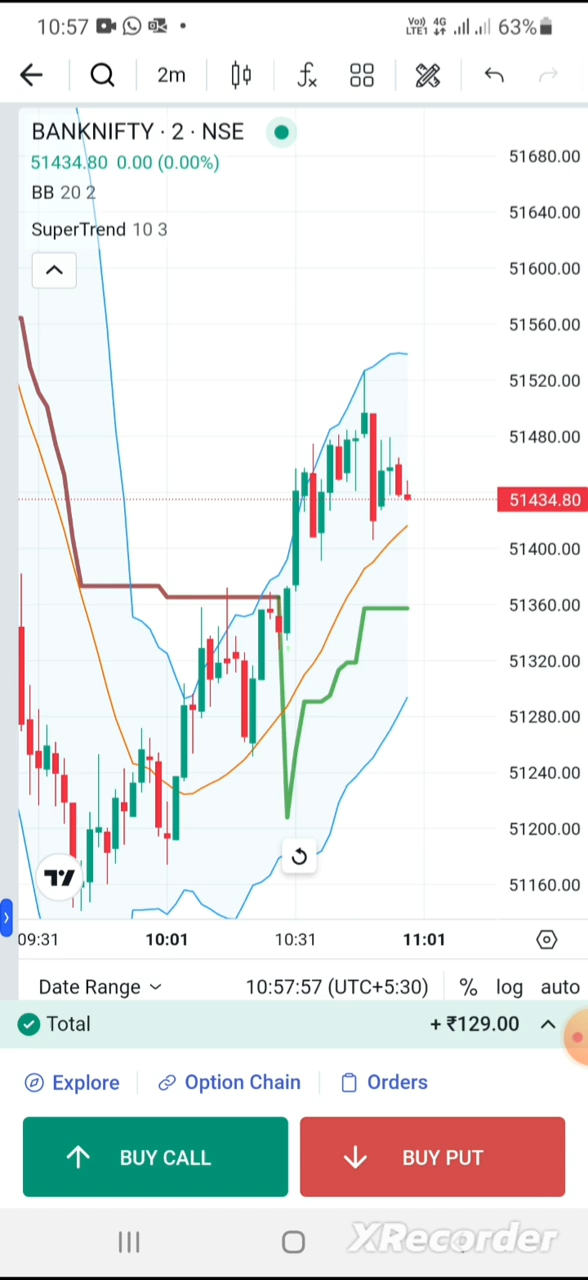 10:57 Vo)) 4G LTE1 63%
2m fx
BANKNIFTY · 2 · NSE
51434.80 0.00 (0.00%)
BB 20 2
SuperTrend 10 3
51680.00
51640.00
51600.00
51560.00
51520.00
51480.00
51434.80
51400.00
51360.00
51320.00
51280.00
51240.00
51200.00
51160.00
09:31 10:01 10:31 11:01
Date Range 10:57:57 (UTC+5:30) % log auto
Total + ₹129.00
Explore Option Chain Orders
BUY CALL BUY PUT
XRecorder